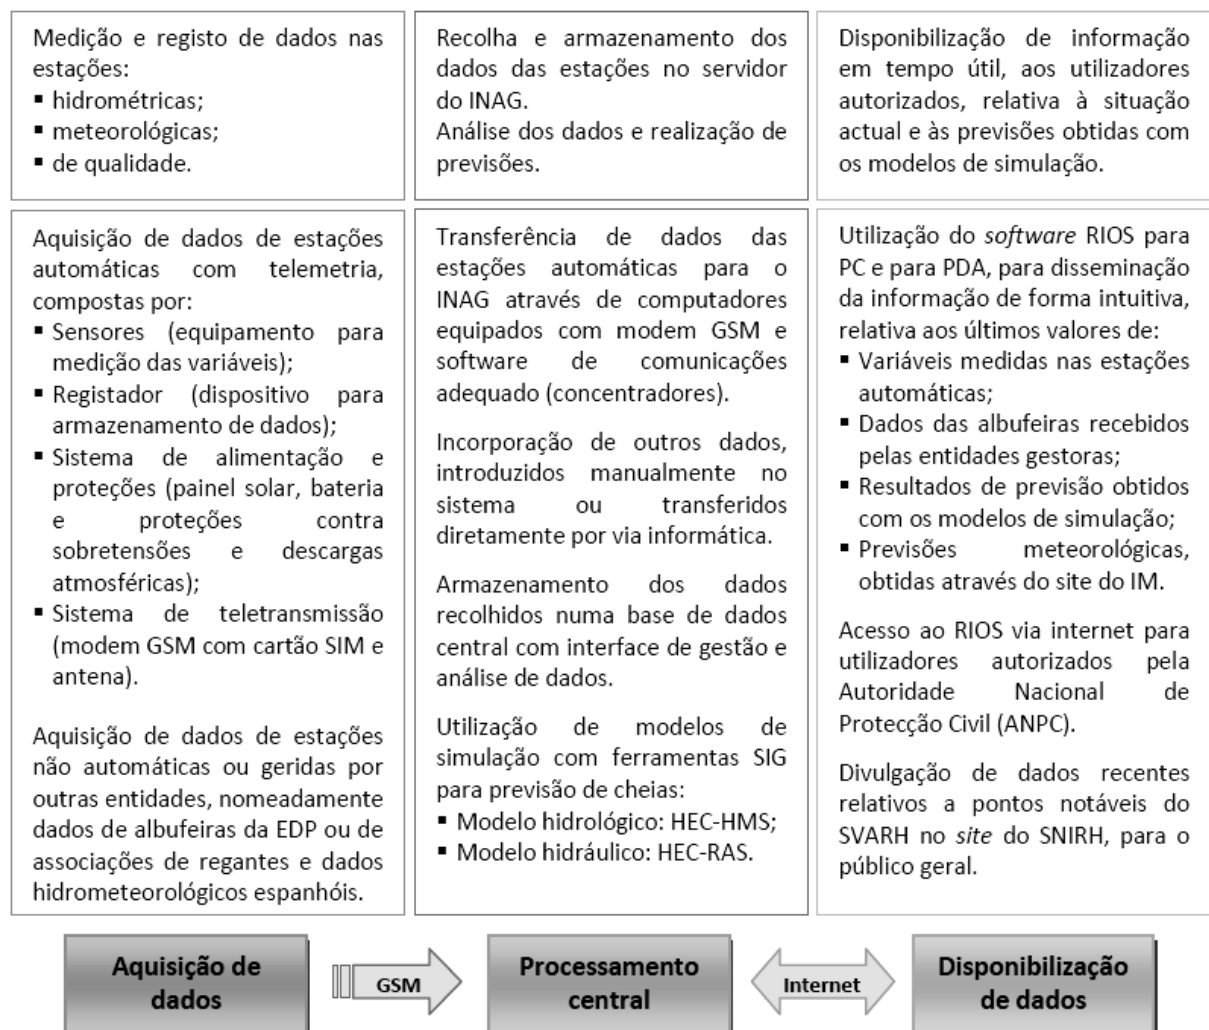 Medição e registo de dados nas
estações:
▪ hidrométricas;
▪ meteorológicas;
▪ de qualidade.
Recolha e armazenamento dos
dados das estações no servidor
do INAG.
Análise dos dados e realização de
previsões.
Disponibilização de informação
em tempo útil, aos utilizadores
autorizados, relativa à situação
actual e às previsões obtidas com
os modelos de simulação.
Aquisição de dados de estações
automáticas com telemetria,
compostas por:
▪ Sensores (equipamento para
medição das variáveis);
▪ Registador (dispositivo para
armazenamento de dados);
▪ Sistema de alimentação e
proteções (painel solar, bateria
e proteções contra
sobretensões e descargas
atmosféricas);
▪ Sistema de teletransmissão
(modem GSM com cartão SIM e
antena).
Aquisição de dados de estações
não automáticas ou geridas por
outras entidades, nomeadamente
dados de albufeiras da EDP ou de
associações de regantes e dados
hidrometeorológicos espanhóis.
Transferência de dados das
estações automáticas para o
INAG através de computadores
equipados com modem GSM e
software de comunicações
adequado (concentradores).
Incorporação de outros dados,
introduzidos manualmente no
sistema ou transferidos
diretamente por via informática.
Armazenamento dos dados
recolhidos numa base de dados
central com interface de gestão e
análise de dados.
Utilização de modelos de
simulação com ferramentas SIG
para previsão de cheias:
▪ Modelo hidrológico: HEC-HMS;
▪ Modelo hidráulico: HEC-RAS.
Utilização do software RIOS para
PC e para PDA, para disseminação
da informação de forma intuitiva,
relativa aos últimos valores de:
▪ Variáveis medidas nas estações
automáticas;
▪ Dados das albufeiras recebidos
pelas entidades gestoras;
▪ Resultados de previsão obtidos
com os modelos de simulação;
▪ Previsões meteorológicas,
obtidas através do site do IM.
Acesso ao RIOS via internet para
utilizadores autorizados pela
Autoridade Nacional de
Protecção Civil (ANPC).
Divulgação de dados recentes
relativos a pontos notáveis do
SVARH no site do SNIRH, para o
público geral.
Aquisição de
dados
GSM
Processamento
central
Internet
Disponibilização
de dados